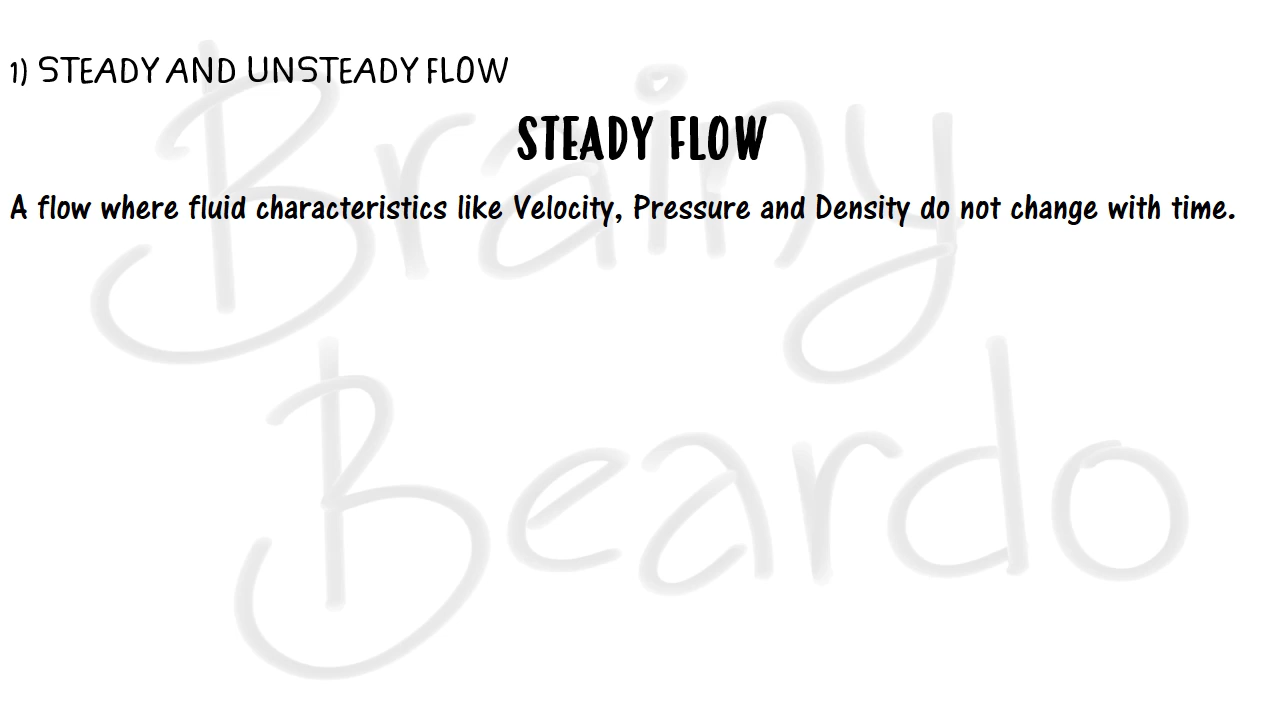 1) STEADY AND UNSTEADY FLOW
STEADY FLOW
A flow where fluid characteristics like Velocity, Pressure and Density do not change with time.
Brainy
Beardo